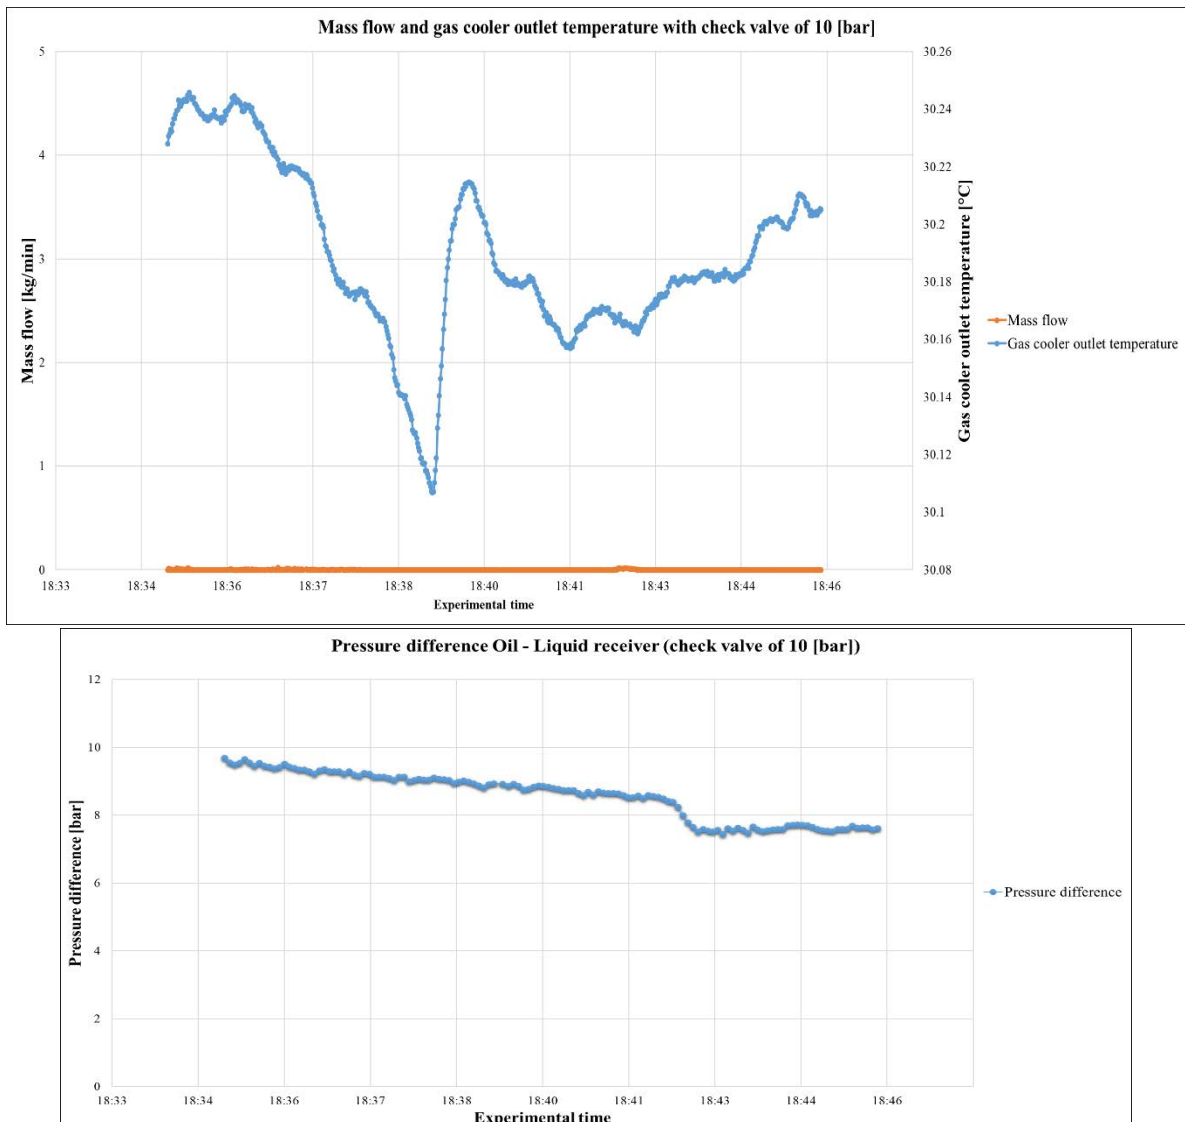 Mass flow and gas cooler outlet temperature with check valve of 10 [bar]
5
4
3
2
1
0
Mass flow [kg/min]
30.26
30.24
30.22
30.2
30.18
30.16
30.14
30.12
30.1
30.08
Gas cooler outlet temperature [°C]
Mass flow
Gas cooler outlet temperature
18:33 18:34 18:36 18:37 18:38 18:40 18:41 18:43 18:44 18:46
Experimental time
Pressure difference Oil - Liquid receiver (check valve of 10 [bar])
12
10
8
6
4
2
0
Pressure difference [bar]
Pressure difference
18:33 18:34 18:36 18:37 18:38 18:40 18:41 18:43 18:44 18:46
Experimental time